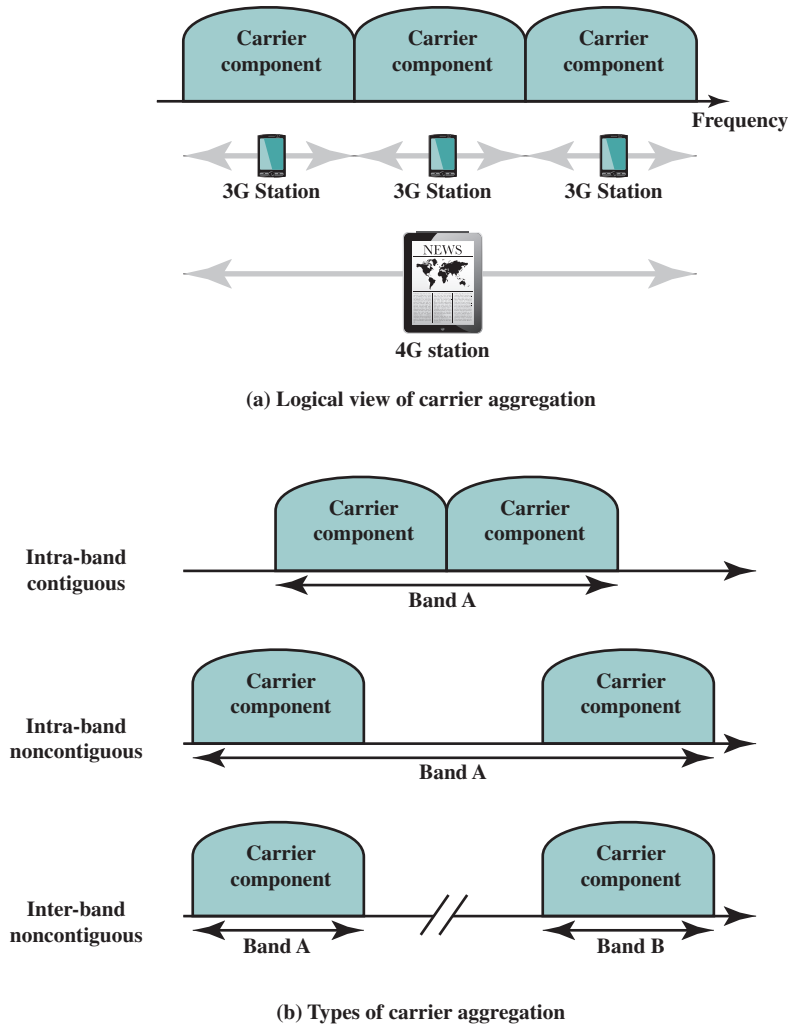 Carrier
component
Carrier
component
Carrier
component
Frequency
3G Station
3G Station
3G Station
NEWS
4G station
(a) Logical view of carrier aggregation
Intra-band
contiguous
Carrier
component
Carrier
component
Band A
Intra-band
noncontiguous
Carrier
component
Carrier
component
Band A
Inter-band
noncontiguous
Carrier
component
Carrier
component
Band A
Band B
(b) Types of carrier aggregation